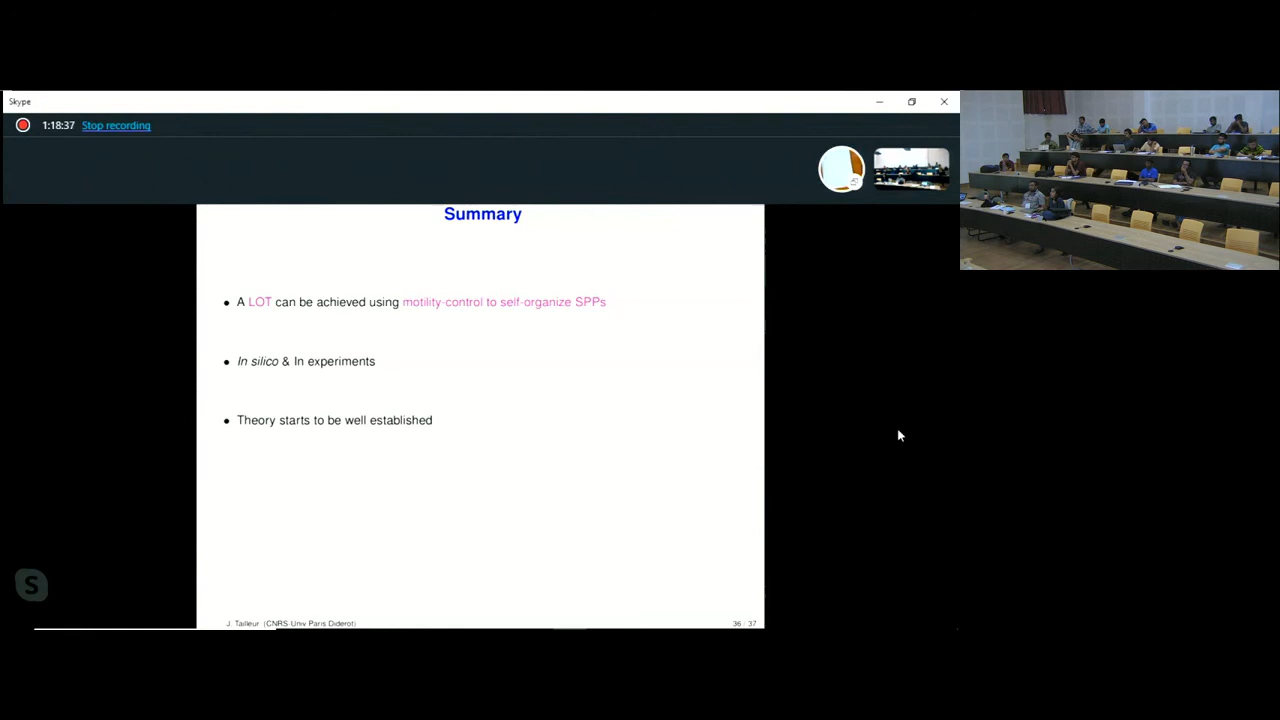 Skype
1:18:37 Stop recording
Summary
• A LOT can be achieved using motility-control to self-organize SPPs
• In silico & In experiments
• Theory starts to be well established
S
J. Tailleur (CNRS-Univ Paris Diderot)
36 / 37